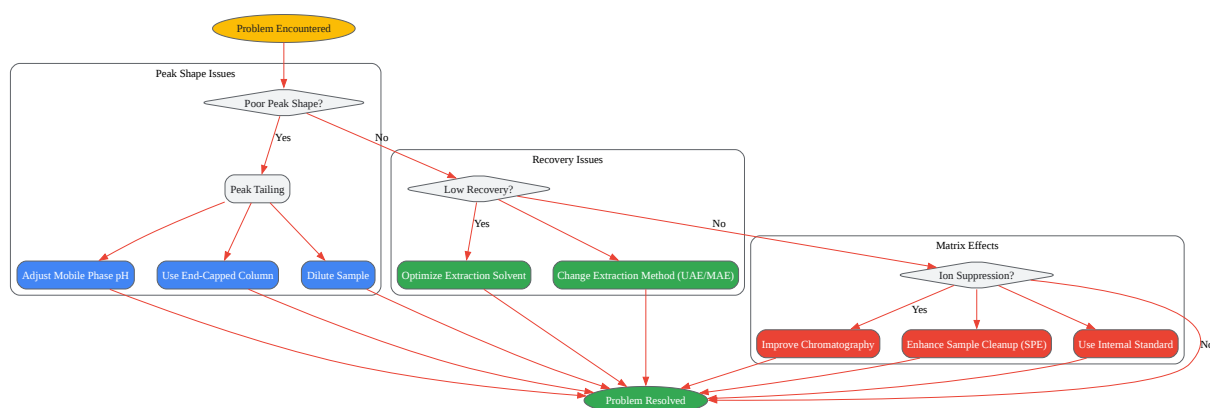 Problem Encountered
Peak Shape Issues
Poor Peak Shape?
Yes
No
Peak Tailing
Adjust Mobile Phase pH
Use End-Capped Column
Dilute Sample
Recovery Issues
Low Recovery?
Yes
No
Optimize Extraction Solvent
Change Extraction Method (UAE/MAE)
Matrix Effects
Ion Suppression?
Yes
No
Improve Chromatography
Enhance Sample Cleanup (SPE)
Use Internal Standard
Problem Resolved